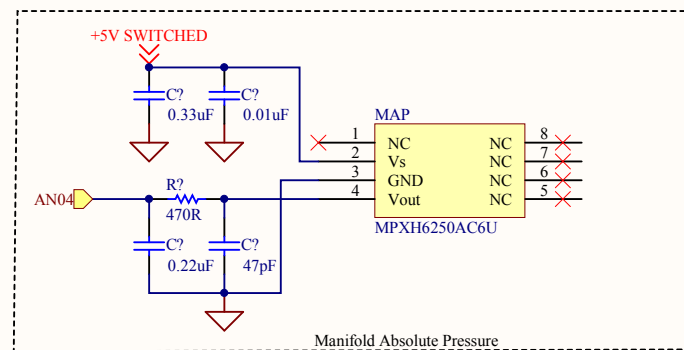 +5V SWITCHED
C?
0.33uF
C?
0.01uF
MAP
1 NC NC 8
2 Vs NC 7
3 GND NC 6
4 Vout NC 5
MPXH6250AC6U
AN04
R?
470R
C?
0.22uF
C?
47pF
Manifold Absolute Pressure